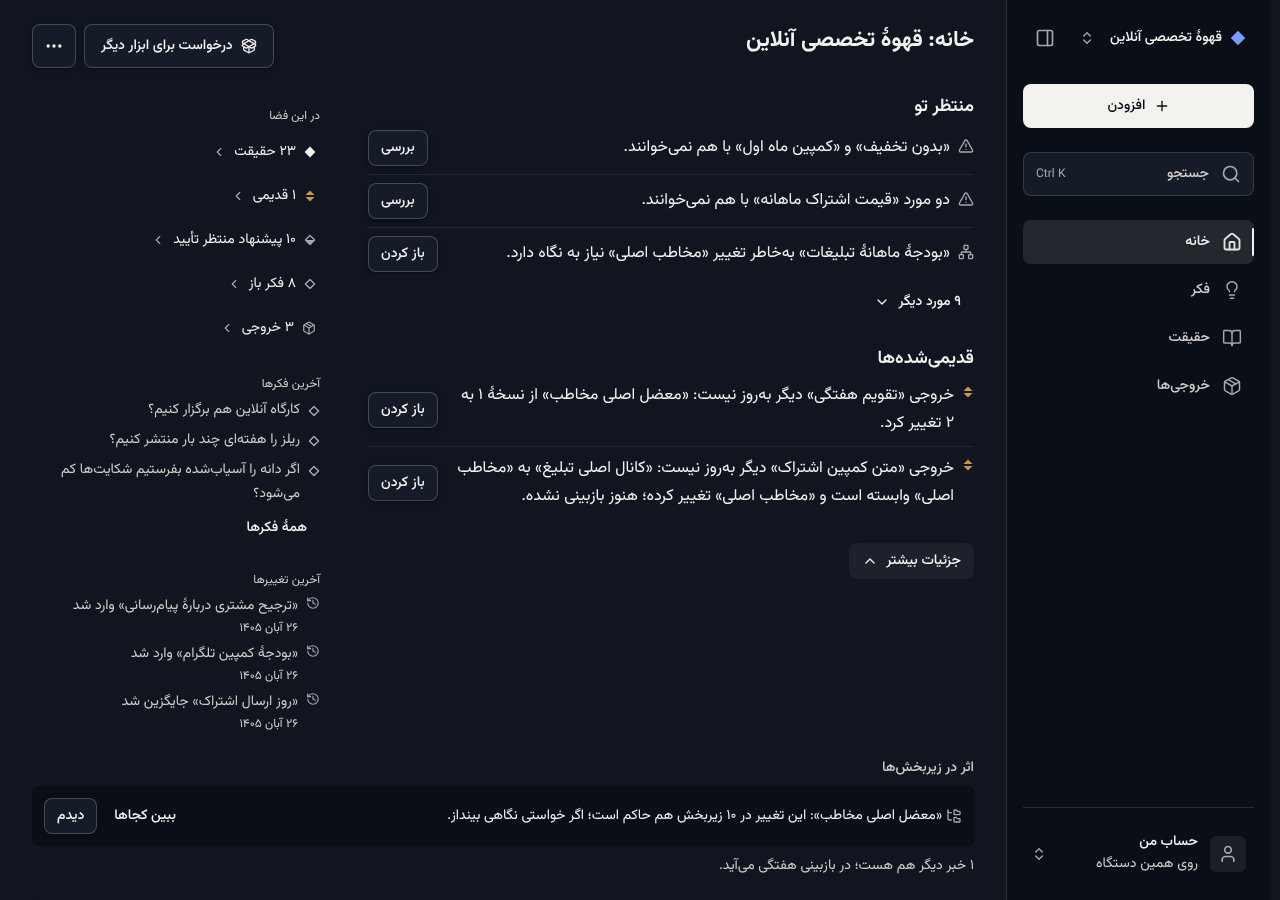 قهوهٔ تخصصی آنلاین
افزودن
جستجو
Ctrl K
خانه
فکر
حقیقت
خروجی‌ها
حساب من
روی همین دستگاه
خانه: قهوهٔ تخصصی آنلاین
درخواست برای ابزار دیگر
منتظر تو
«بدون تخفیف» و «کمپین ماه اول» با هم نمی‌خوانند.
بررسی
دو مورد «قیمت اشتراک ماهانه» با هم نمی‌خوانند.
بررسی
«بودجهٔ ماهانهٔ تبلیغات» به‌خاطر تغییر «مخاطب اصلی» نیاز به نگاه دارد.
باز کردن
۹ مورد دیگر
قدیمی‌شده‌ها
خروجی «تقویم هفتگی» دیگر به‌روز نیست: «معضل اصلی مخاطب» از نسخهٔ ۱ به
۲ تغییر کرد.
باز کردن
خروجی «متن کمپین اشتراک» دیگر به‌روز نیست: «کانال اصلی تبلیغ» به «مخاطب
اصلی» وابسته است و «مخاطب اصلی» تغییر کرده؛ هنوز بازبینی نشده.
باز کردن
جزئیات بیشتر
در این فضا
۲۳ حقیقت
۱ قدیمی
۱۰ پیشنهاد منتظر تأیید
۸ فکر باز
۳ خروجی
آخرین فکرها
کارگاه آنلاین هم برگزار کنیم؟
ریلز را هفته‌ای چند بار منتشر کنیم؟
اگر دانه را آسیاب‌شده بفرستیم شکایت‌ها کم
می‌شود؟
همهٔ فکرها
آخرین تغییرها
«ترجیح مشتری دربارهٔ پیام‌رسانی» وارد شد
۲۶ آبان ۱۴۰۵
«بودجهٔ کمپین تلگرام» وارد شد
۲۶ آبان ۱۴۰۵
«روز ارسال اشتراک» جایگزین شد
۲۶ آبان ۱۴۰۵
اثر در زیربخش‌ها
«معضل اصلی مخاطب»: این تغییر در ۱۰ زیربخش هم حاکم است؛ اگر خواستی نگاهی بینداز.
ببین کجاها
دیدم
۱ خبر دیگر هم هست؛ در بازبینی هفتگی می‌آید.